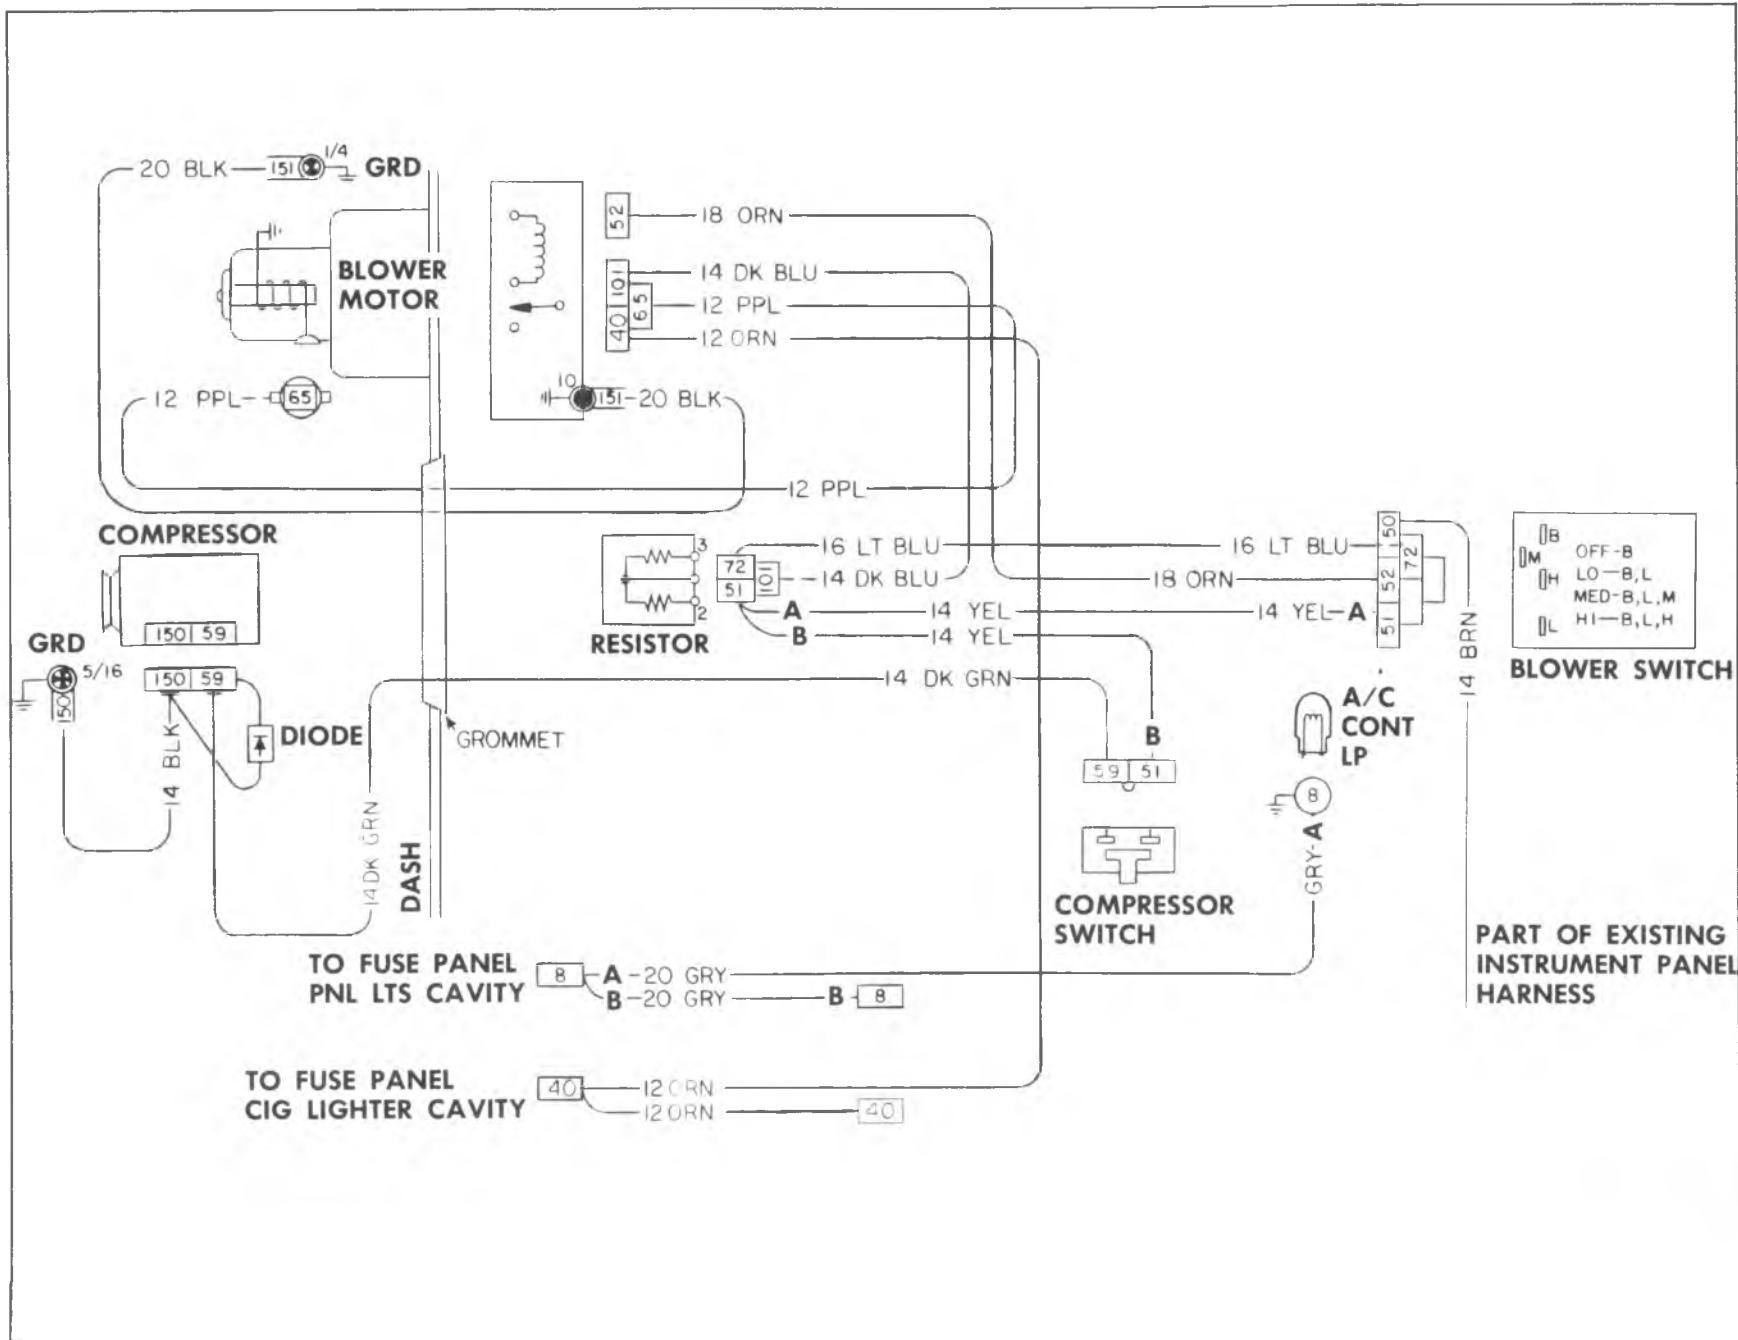 20 BLK
151
1/4
GRD
BLOWER
MOTOR
12 PPL
65
52
18 ORN
101
14 DK BLU
65
12 PPL
40
12 ORN
10
151
20 BLK
12 PPL
COMPRESSOR
150 59
GRD
5/16
150
150 59
14 BLK
DIODE
14 DK GRN
DASH
GROMMET
3
2
RESISTOR
72
51
101
16 LT BLU
16 LT BLU
14 DK BLU
18 ORN
A 14 YEL
14 YEL A
B 14 YEL
14 DK GRN
B
59 51
COMPRESSOR
SWITCH
50
72
52
51
14 BRN
B
M
H
L
OFF-B
LO-B,L
MED-B,L,M
HI-B,L,H
BLOWER SWITCH
A/C
CONT
LP
8
GRY-A
PART OF EXISTING
INSTRUMENT PANEL
HARNESS
TO FUSE PANEL
PNL LTS CAVITY
8
A-20 GRY
B-20 GRY
B
8
TO FUSE PANEL
CIG LIGHTER CAVITY
40
12 ORN
12 ORN
40